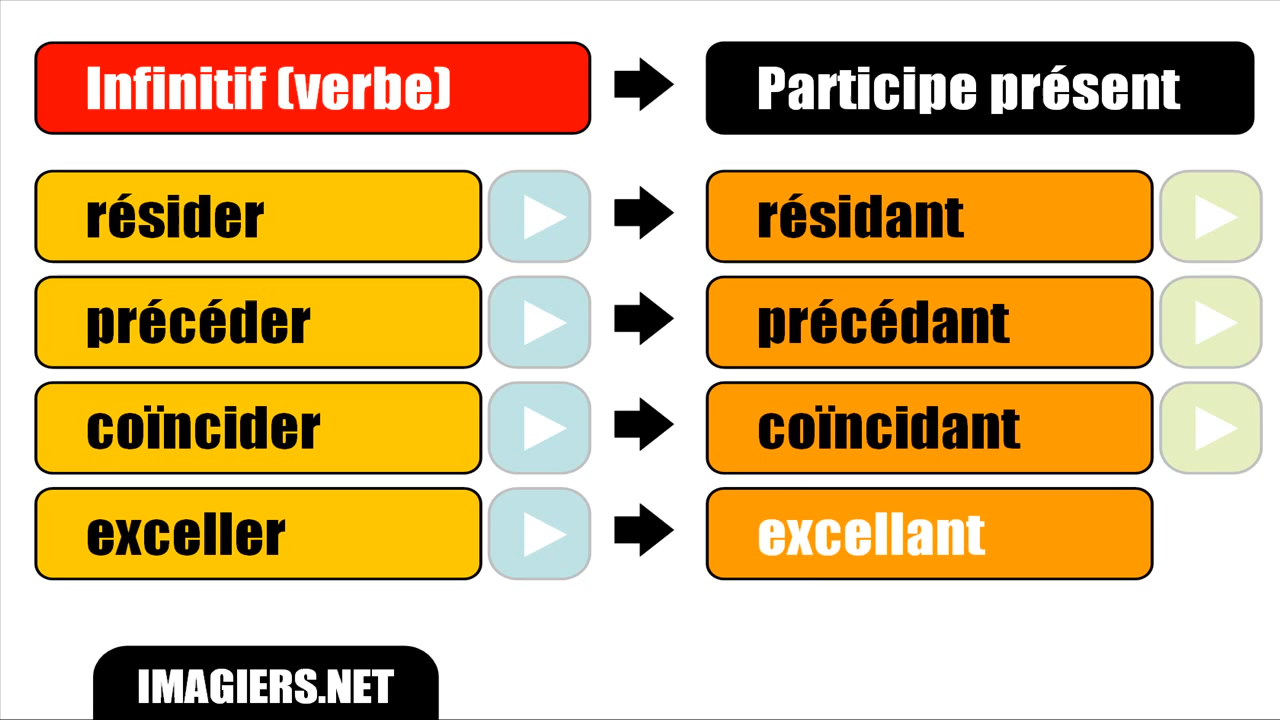 Infinitif (verbe) Participe présent
résider résidant
précéder précédant
coïncider coïncidant
exceller excellant
IMAGIERS.NET